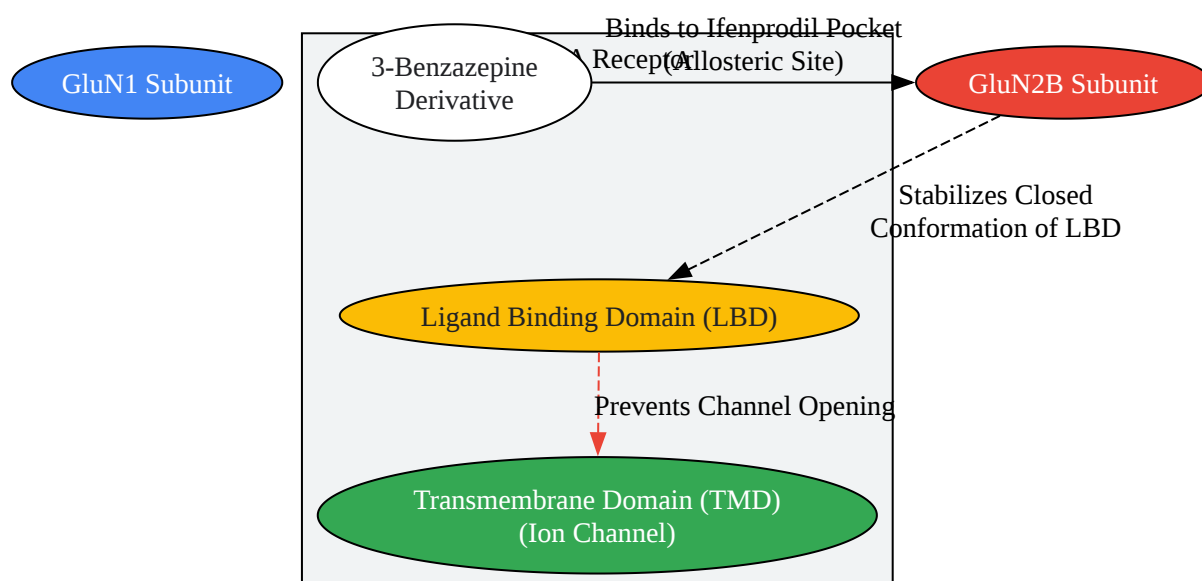 GluN1 Subunit
3-Benzazepine
Derivative
Binds to Ifenprodil Pocket
(Allosteric Site)
A Receptor
GluN2B Subunit
Stabilizes Closed
Conformation of LBD
Ligand Binding Domain (LBD)
Prevents Channel Opening
Transmembrane Domain (TMD)
(Ion Channel)